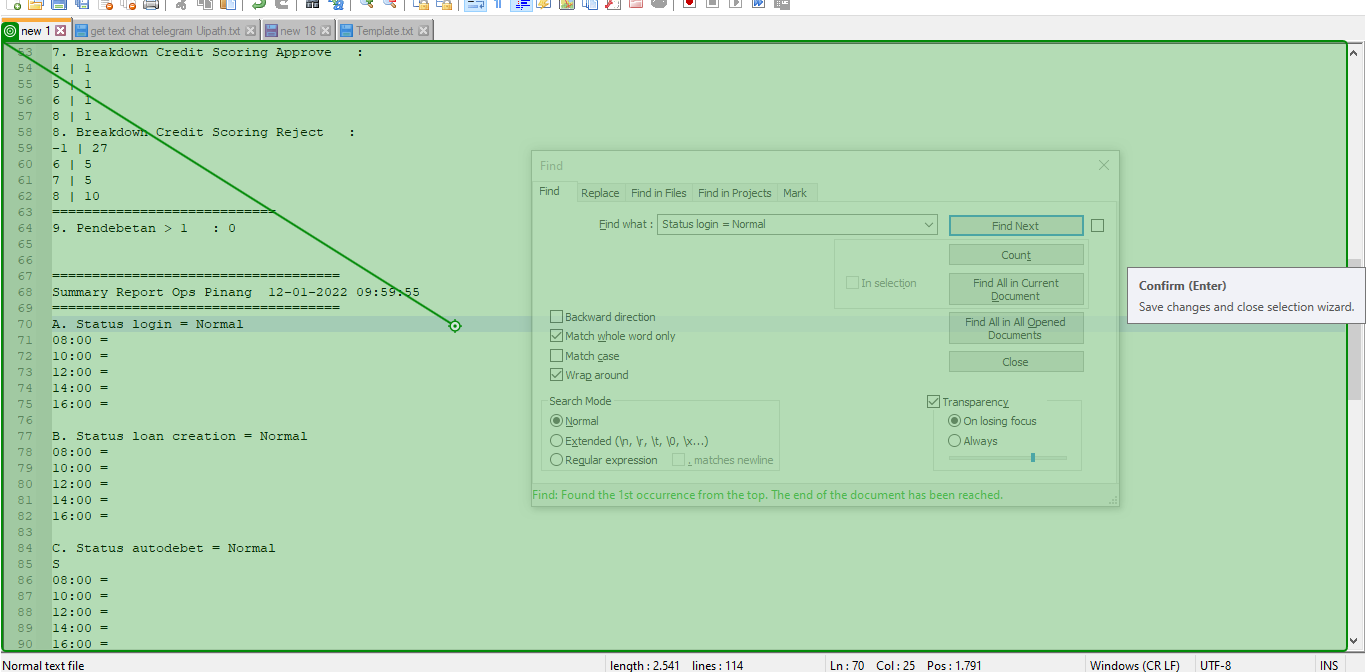 new 1
get text chat telegram Uipath.txt
new 18
Template.txt
53 7. Breakdown Credit Scoring Approve :
54 4 | 1
55 5 | 1
56 6 | 1
57 8 | 1
58 8. Breakdown Credit Scoring Reject :
59 -1 | 27
60 6 | 5
61 7 | 5
62 8 | 10
63 ============================
64 9. Pendebetan > 1 : 0
65
66
67 ====================================
68 Summary Report Ops Pinang 12-01-2022 09:59:55
69 ====================================
70 A. Status login = Normal
71 08:00 =
72 10:00 =
73 12:00 =
74 14:00 =
75 16:00 =
76
77 B. Status loan creation = Normal
78 08:00 =
79 10:00 =
80 12:00 =
81 14:00 =
82 16:00 =
83
84 C. Status autodebet = Normal
85 S
86 08:00 =
87 10:00 =
88 12:00 =
89 14:00 =
90 16:00 =
Find
Find
Replace
Find in Files
Find in Projects
Mark
Find what :
Status login = Normal
Find Next
Count
In selection
Find All in Current
Document
Find All in All Opened
Documents
Close
Backward direction
Match whole word only
Match case
Wrap around
Search Mode
Normal
Extended (\n, \r, \t, \0, \x...)
Regular expression
. matches newline
Transparency
On losing focus
Always
Find: Found the 1st occurrence from the top. The end of the document has been reached.
Confirm (Enter)
Save changes and close selection wizard.
Normal text file
length : 2.541 lines : 114
Ln : 70 Col : 25 Pos : 1.791
Windows (CR LF)
UTF-8
INS